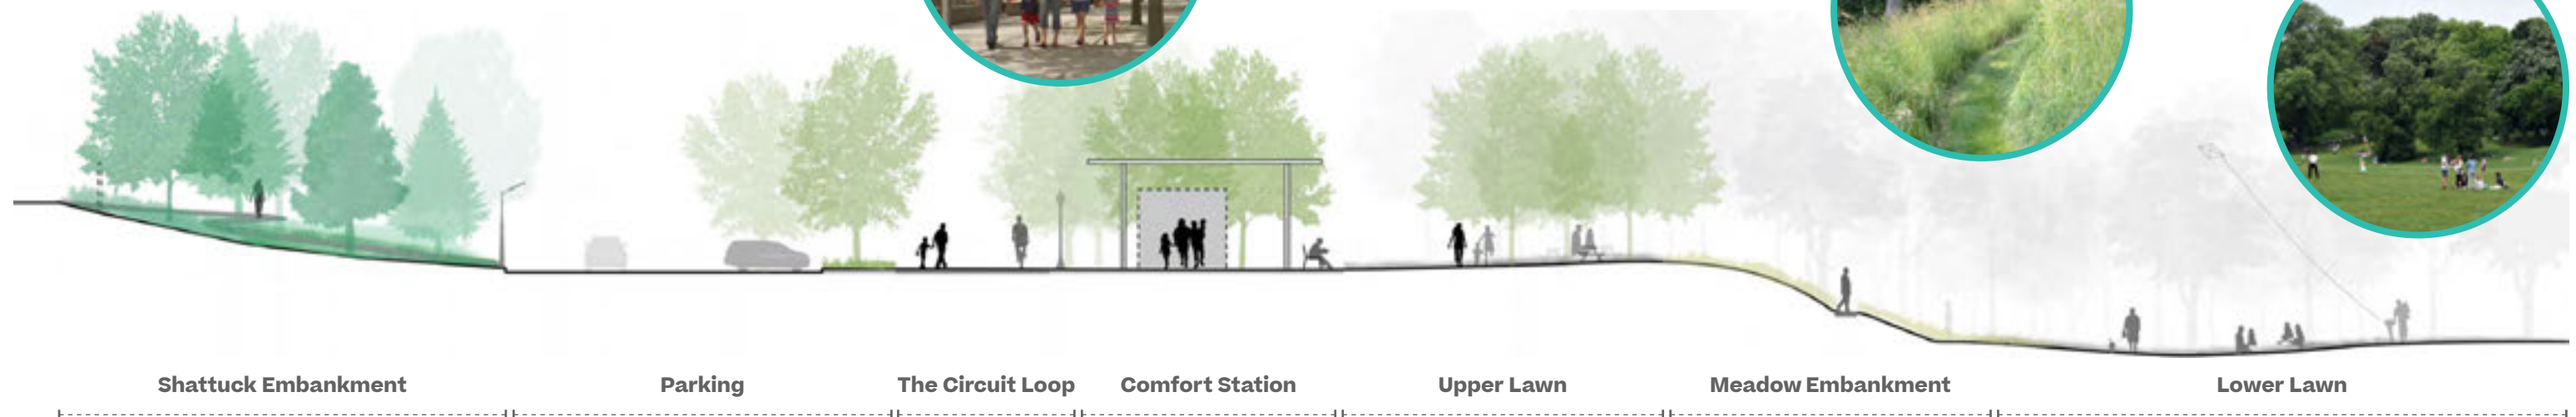 Shattuck Embankment
Parking
The Circuit Loop
Comfort Station
Upper Lawn
Meadow Embankment
Lower Lawn